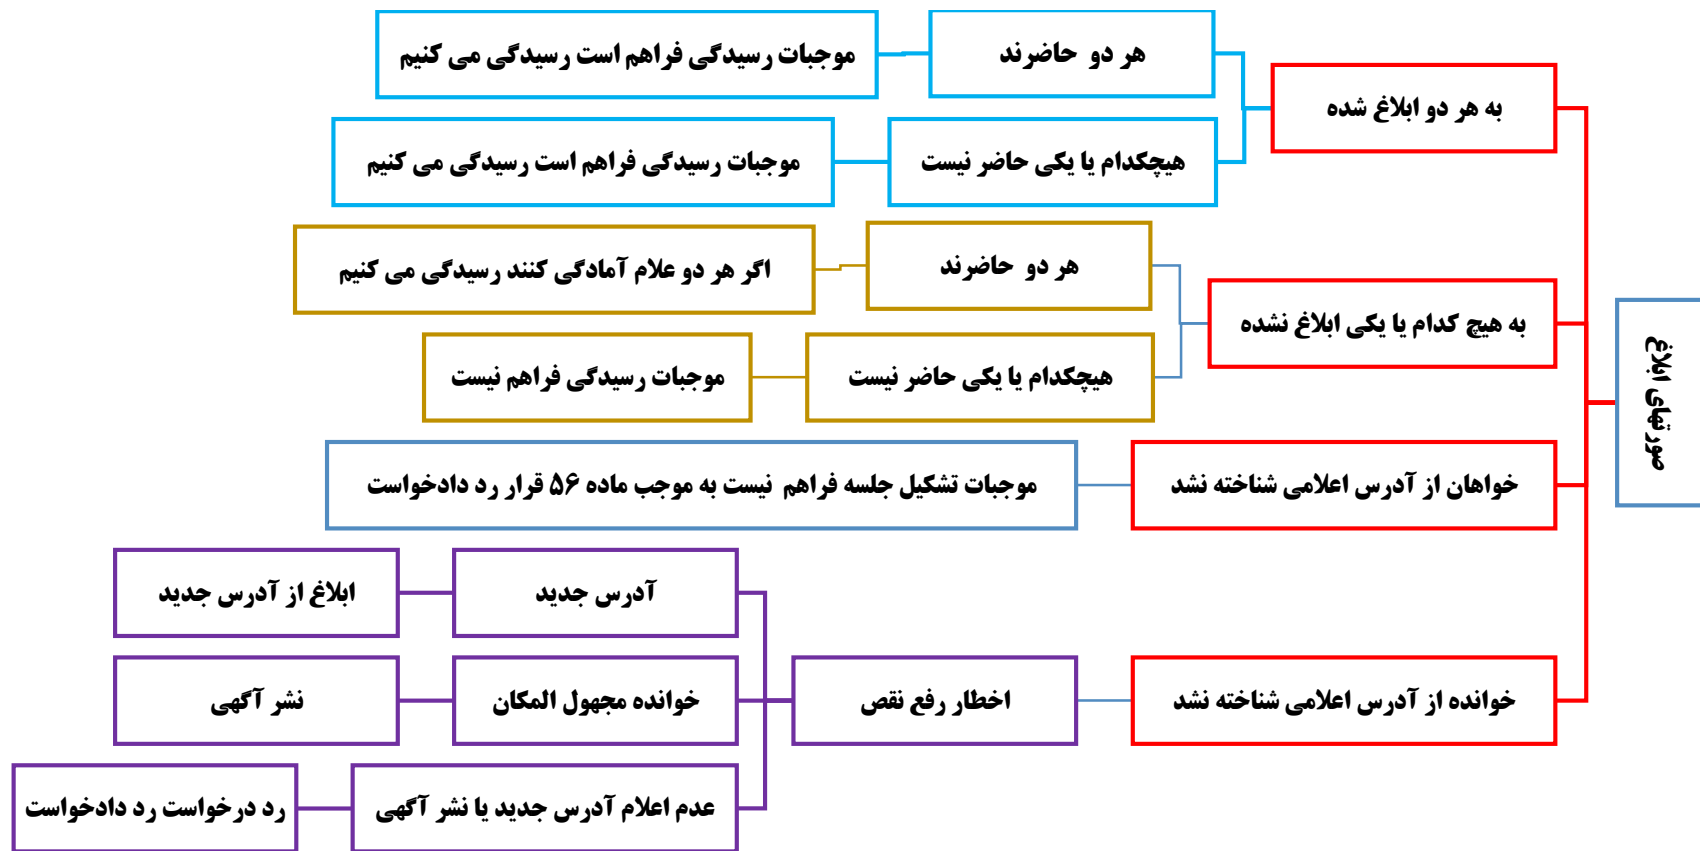 صورتهای ابلاغ
به هر دو ابلاغ شده
هر دو حاضرند
موجبات رسیدگی فراهم است رسیدگی می کنیم
هیچکدام یا یکی حاضر نیست
موجبات رسیدگی فراهم است رسیدگی می کنیم
به هیچ کدام یا یکی ابلاغ نشده
هر دو حاضرند
اگر هر دو علام آمادگی کنند رسیدگی می کنیم
هیچکدام یا یکی حاضر نیست
موجبات رسیدگی فراهم نیست
خواهان از آدرس اعلامی شناخته نشد
موجبات تشکیل جلسه فراهم نیست به موجب ماده ۵۶ قرار رد دادخواست
خوانده از آدرس اعلامی شناخته نشد
اخطار رفع نقص
آدرس جدید
ابلاغ از آدرس جدید
خوانده مجهول المکان
نشر آگهی
عدم اعلام آدرس جدید یا نشر آگهی
رد درخواست رد دادخواست